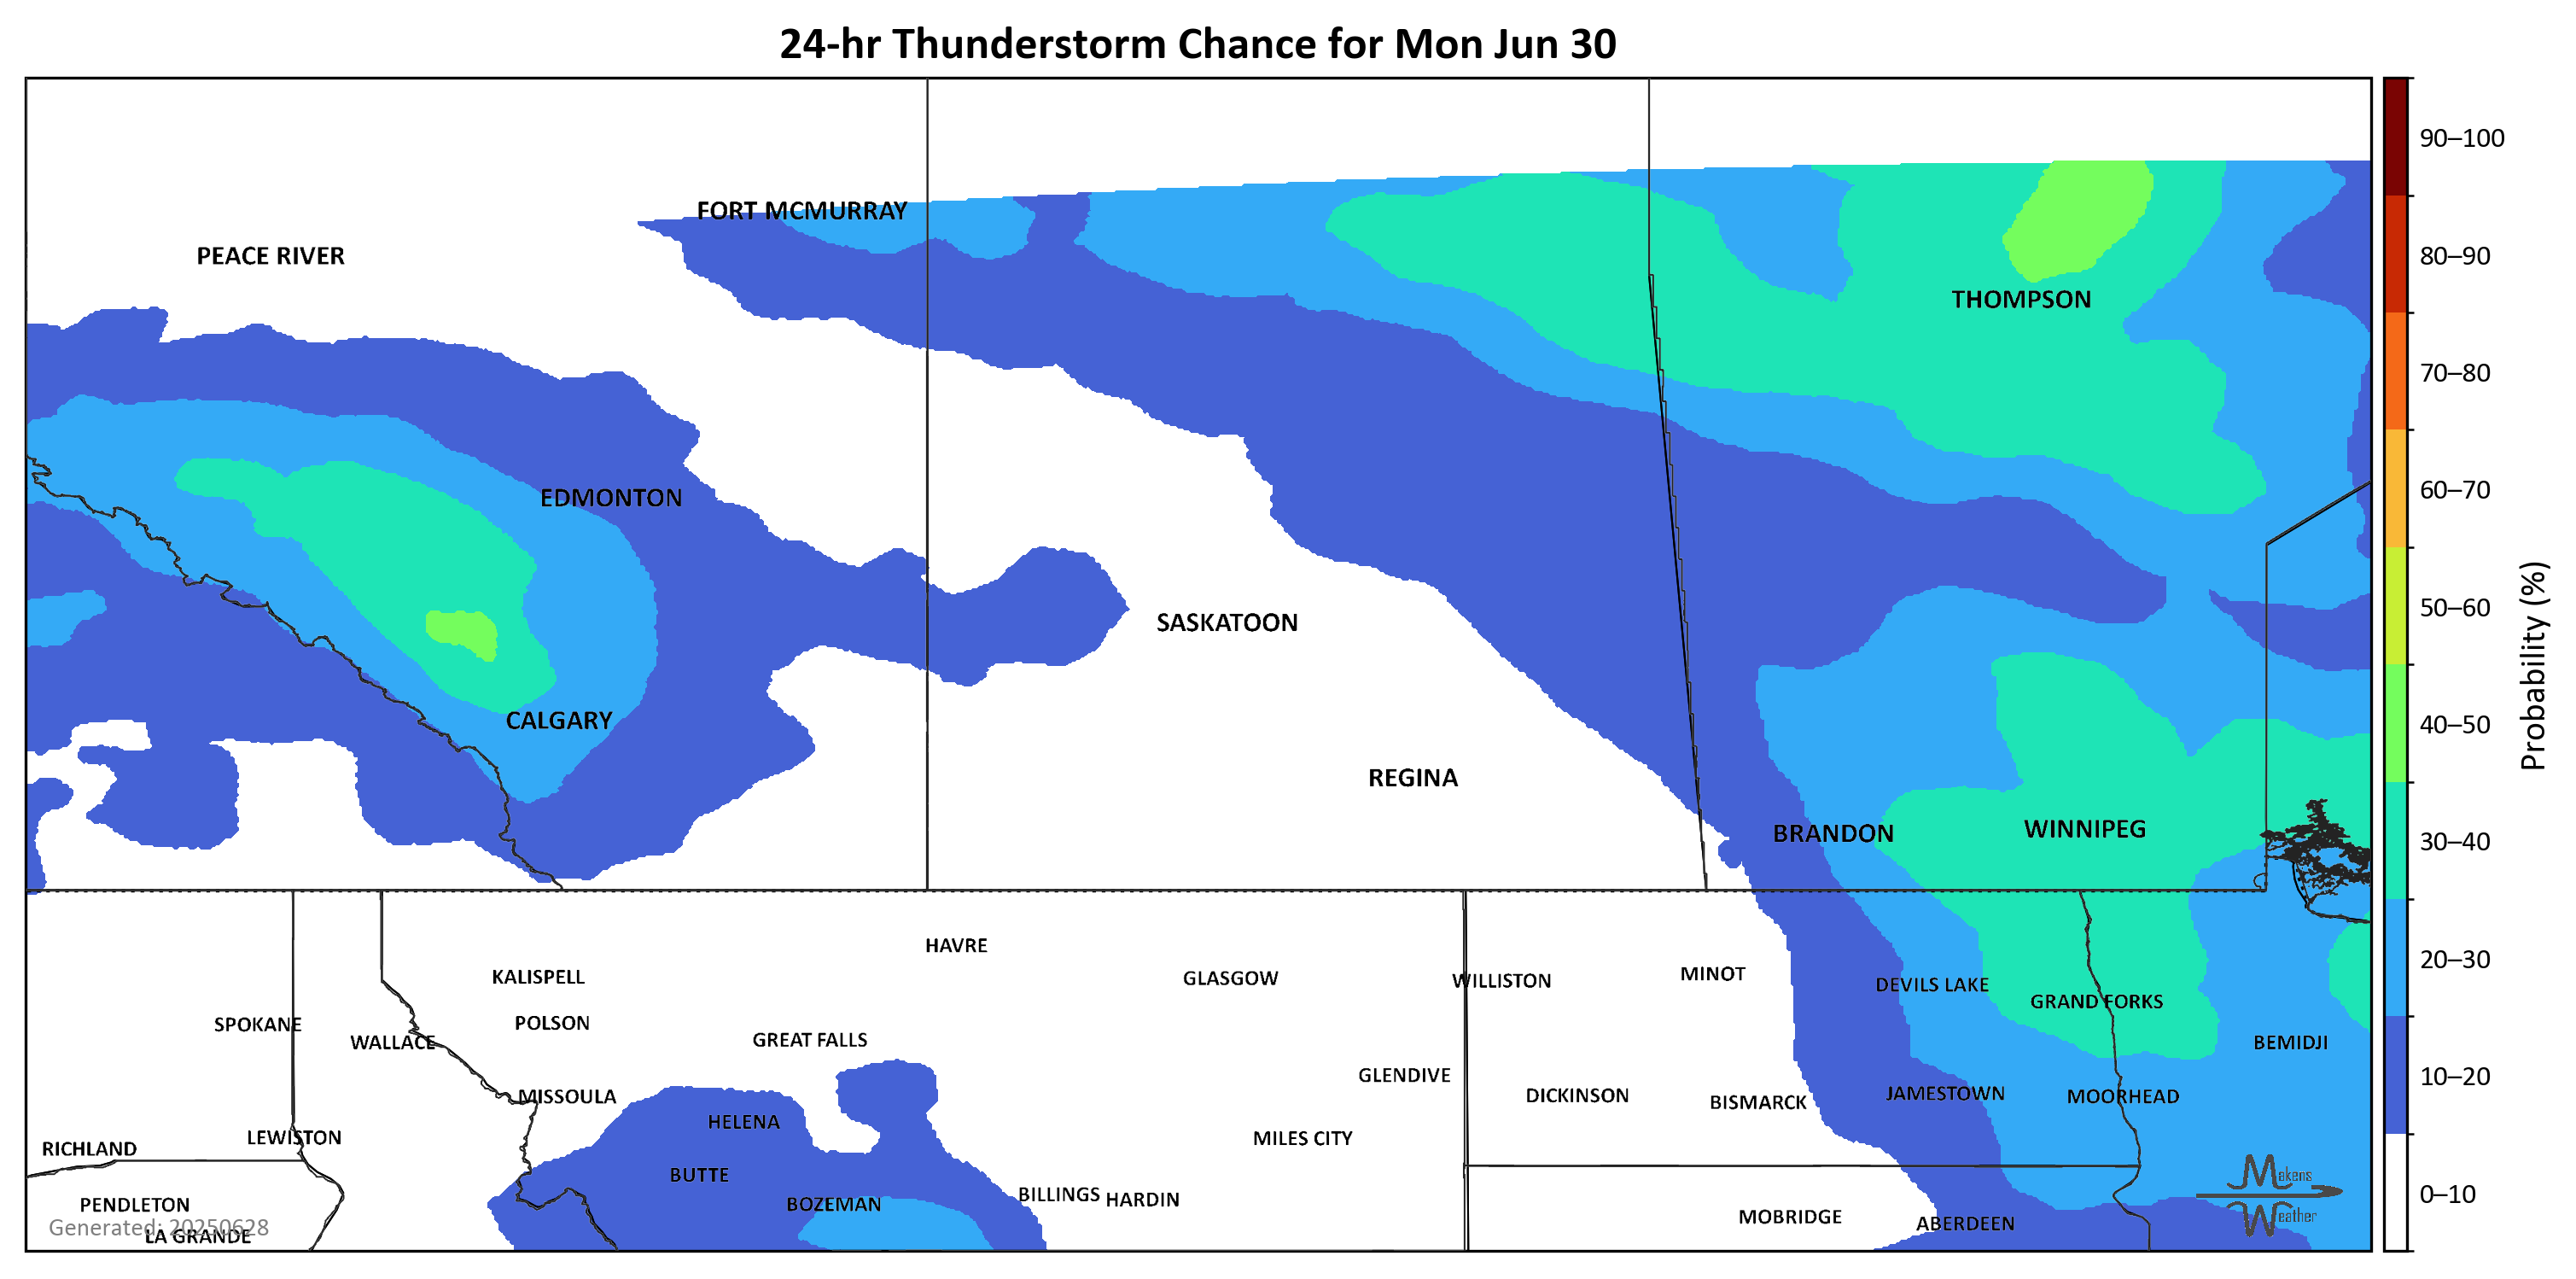 24-hr Thunderstorm Chance for Mon Jun 30
90–100
FORT MCMURRAY
PEACE RIVER
80–90
THOMPSON
70–80
60–70
EDMONTON
50–60
SASKATOON
CALGARY
40–50
Probability (%)
REGINA
BRANDON
WINNIPEG
30–40
HAVRE
20–30
KALISPELL
GLASGOW
WILLISTON
MINOT
DEVILS LAKE
GRAND FORKS
SPOKANE
POLSON
WALLACE
GREAT FALLS
BEMIDJI
GLENDIVE
10–20
MISSOULA
DICKINSON
BISMARCK
JAMESTOWN
MOORHEAD
HELENA
LEWISTON
MILES CITY
RICHLAND
BUTTE
Makens
Weather
BOZEMAN
BILLINGS
HARDIN
0–10
PENDLETON
MOBRIDGE
ABERDEEN
Generated: 20250628
LA GRANDE